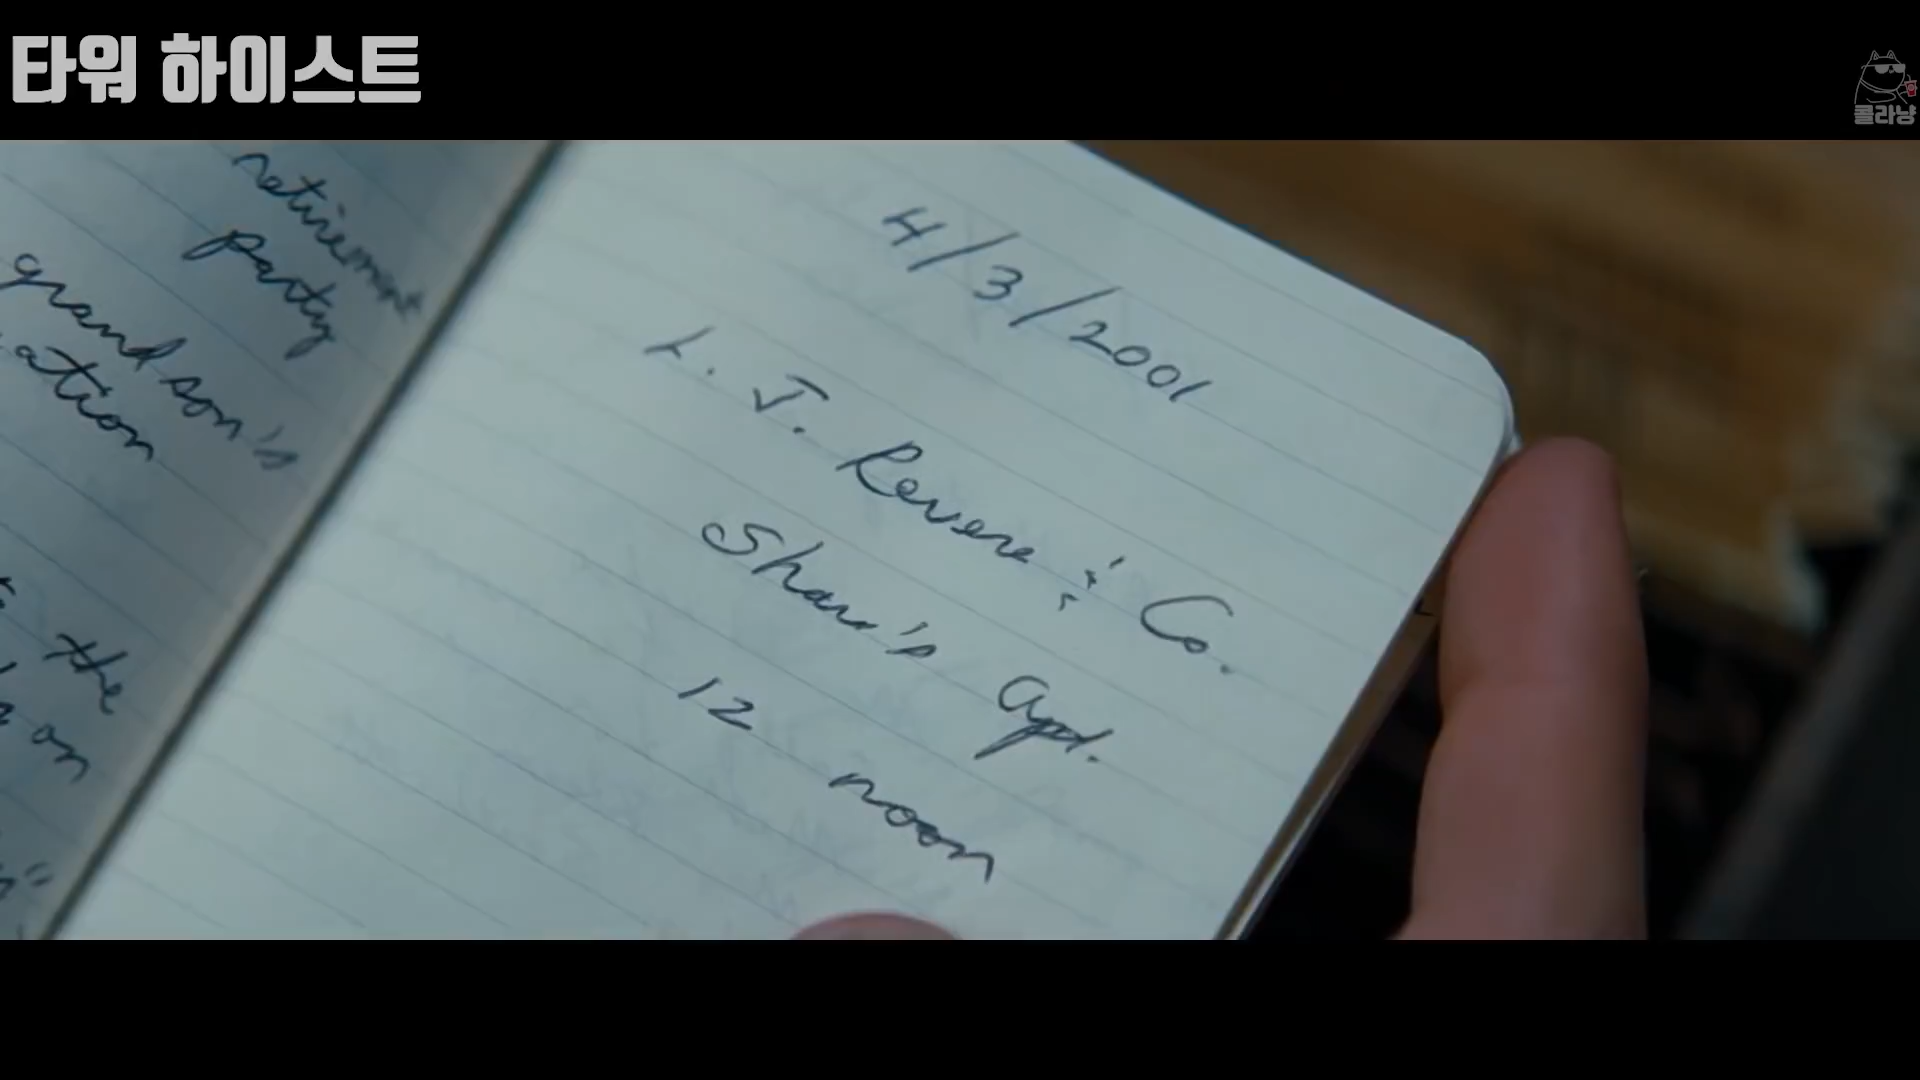 타워 하이스트
콜라냥
retirement
party
grandson's
ation
the
on
4/3/2001
L. J. Revere & Co.
Shaw's Apt.
12 noon